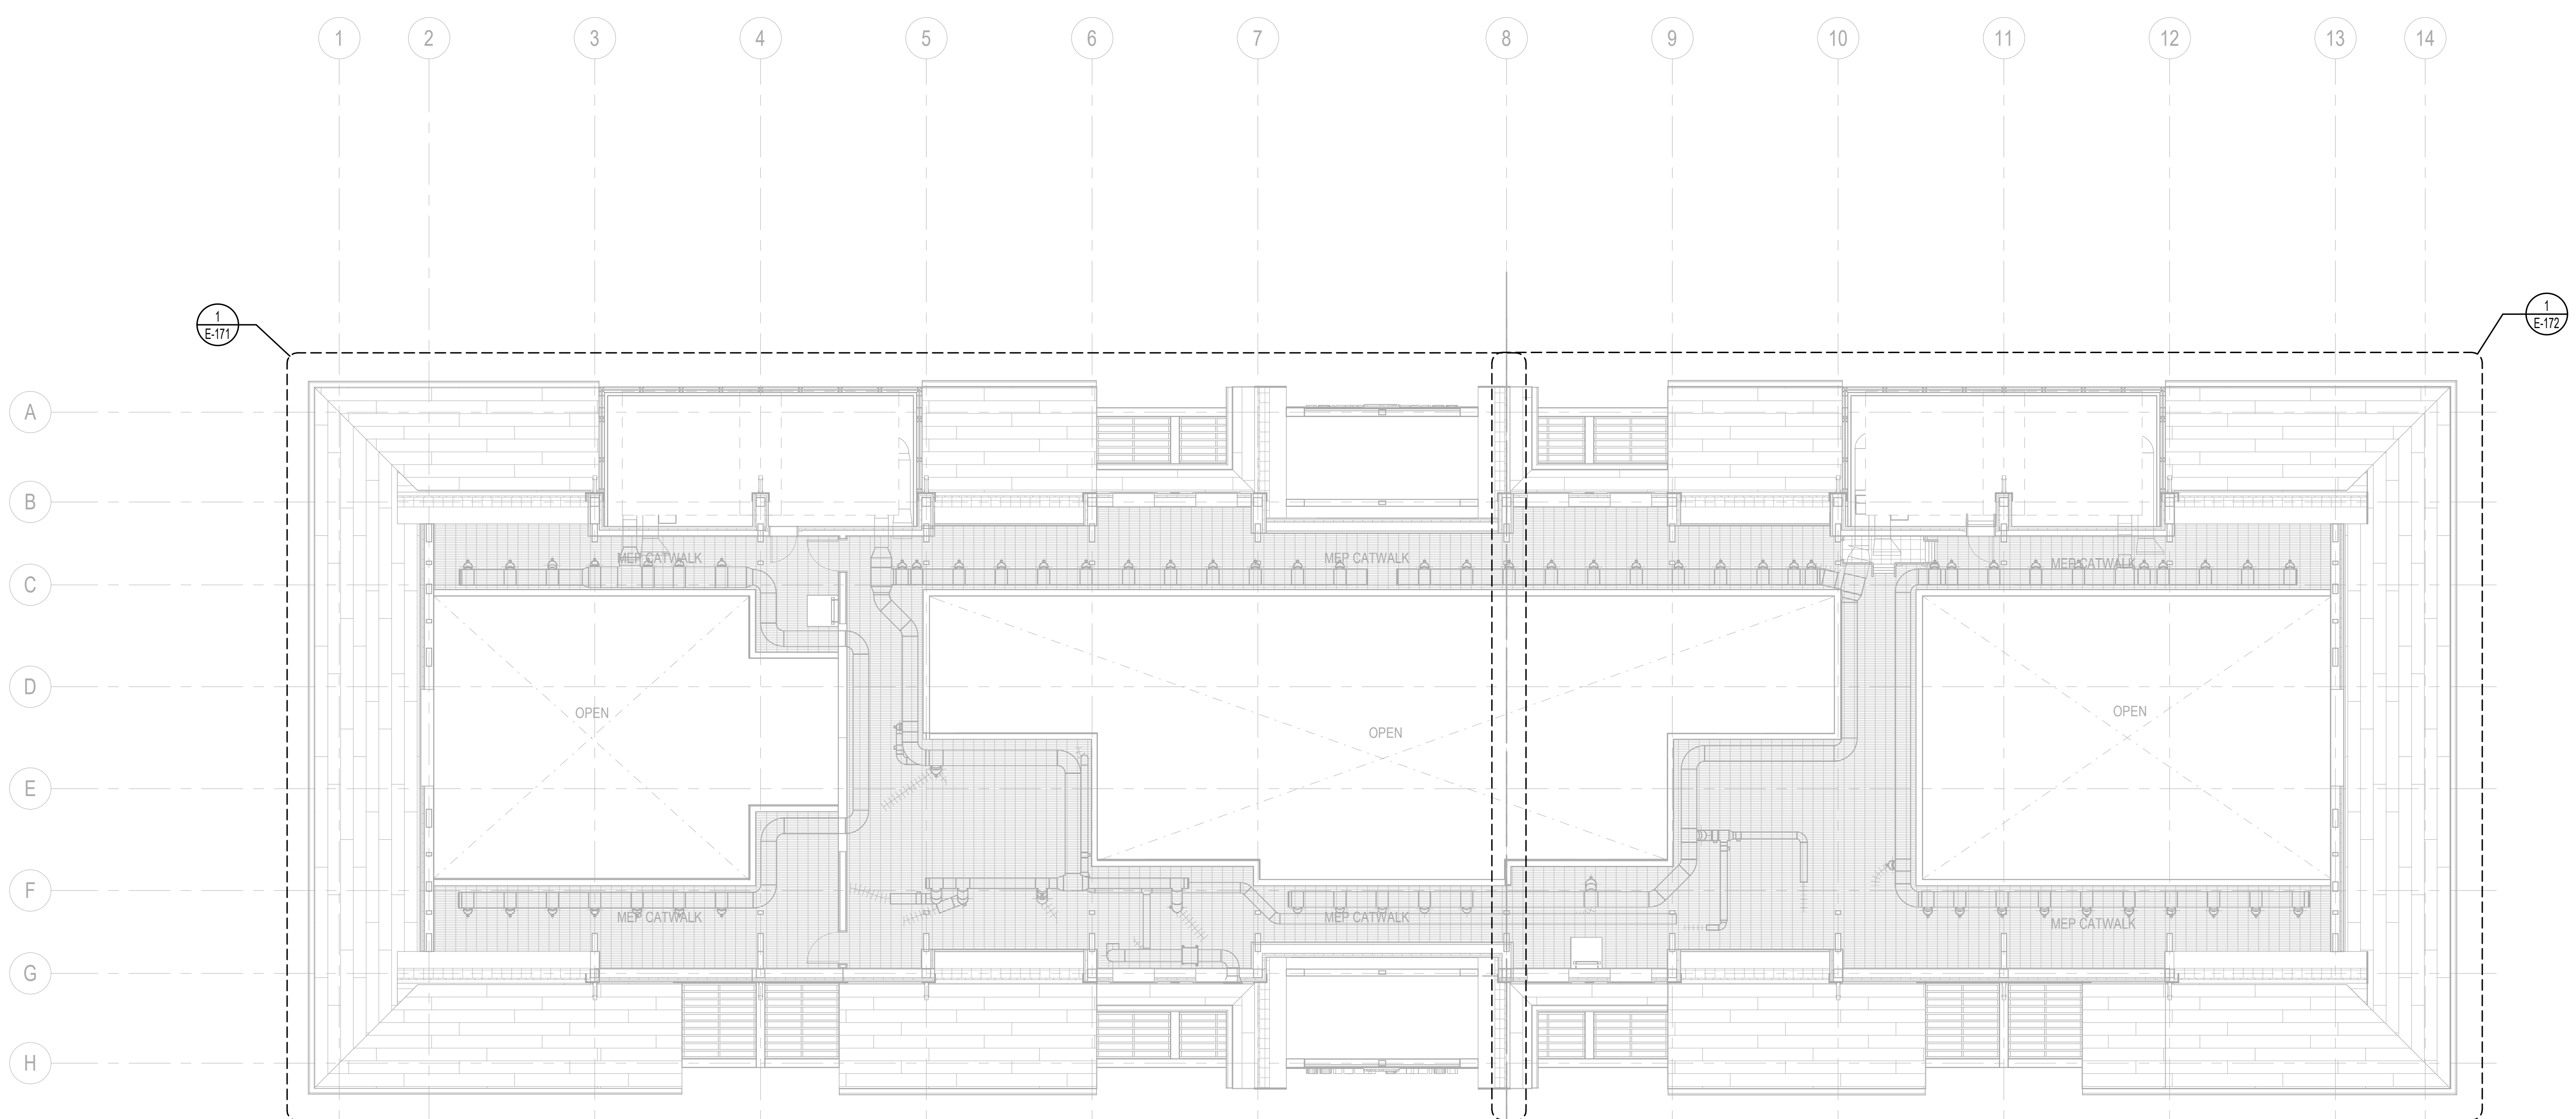 1 2 3 4 5 6 7 8 9 10 11 12 13 14
1
E-171
1
E-172
A
B
MEP CATWALK MEP CATWALK MEP CATWALK
C
D
OPEN OPEN OPEN
E
F
MEP CATWALK MEP CATWALK MEP CATWALK
G
H